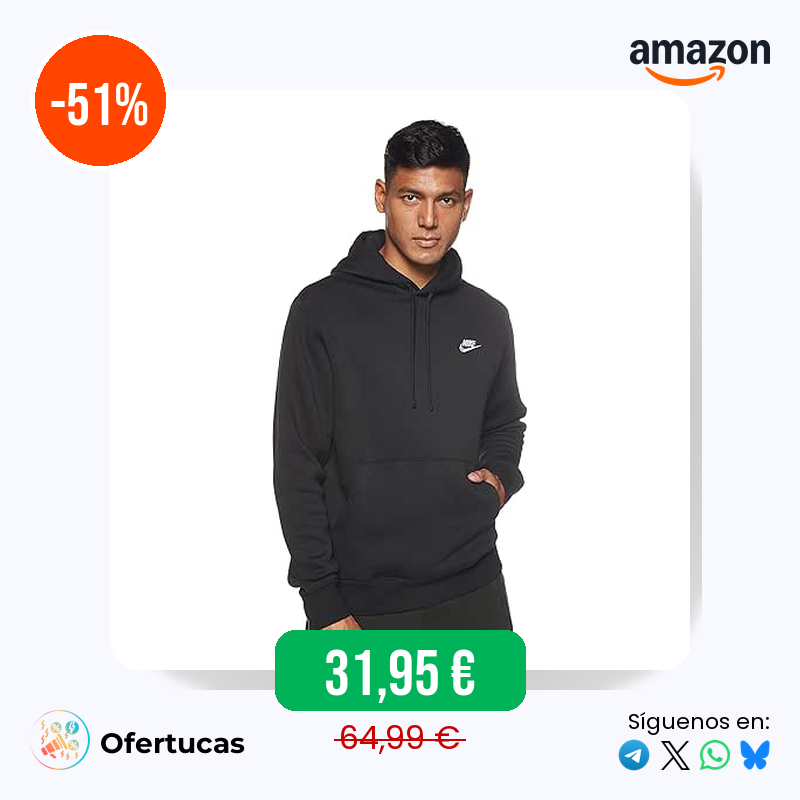 -51%
amazon
NIKE
31,95 €
64,99 €
Ofertucas
Síguenos en: